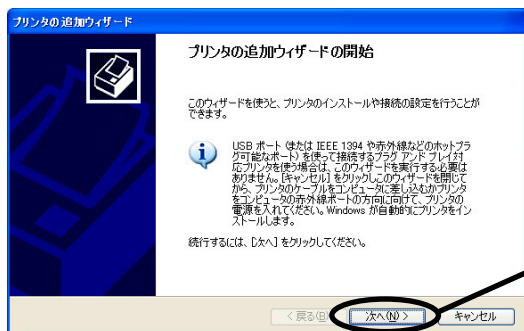 プリンタの追加ウィザード
プリンタの追加ウィザードの開始
このウィザードを使うと、プリンタのインストールや接続の設定を行うことが
できます。
USB ポート (または IEEE 1394 や赤外線などのホットプラ
グ可能なポート) を使って接続するプラグ アンド プレイ対
応プリンタを使う場合は、このウィザードを実行する必要は
ありません。[キャンセル] をクリックしこのウィザードを閉じて
から、プリンタのケーブルをコンピュータに差し込むかプリンタ
をコンピュータの赤外線ポートの方向に向けて、プリンタの
電源を入れてください。Windows が自動的にプリンタをイン
ストールします。
続行するには、[次へ] をクリックしてください。
< 戻る(B)
次へ(N) >
キャンセル